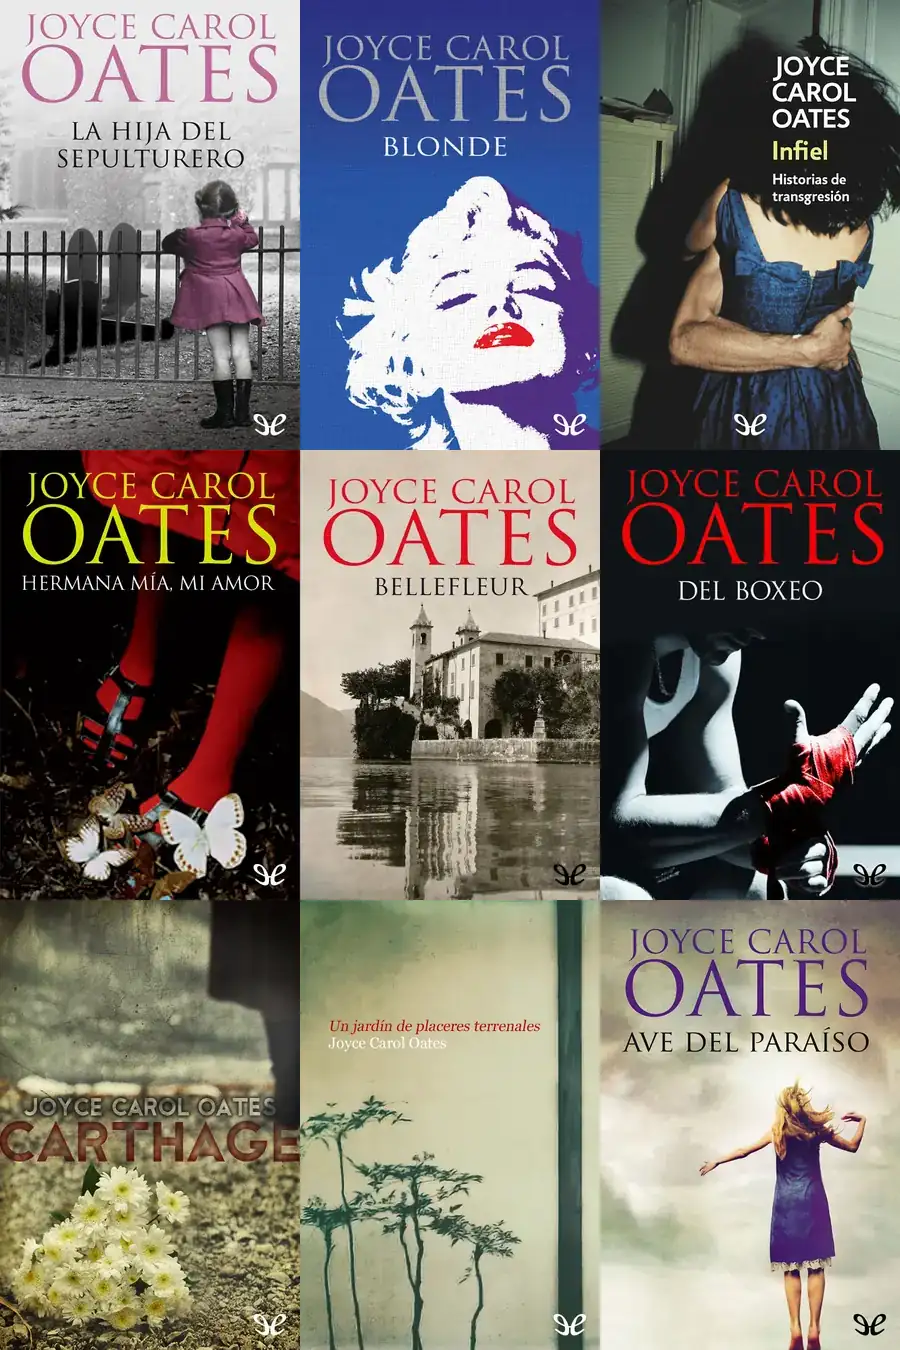 JOYCE CAROL
OATES
LA HIJA DEL
SEPULTURERO
JOYCE CAROL
OATES
BLONDE
JOYCE
CAROL
OATES
Infiel
Historias de
transgresión
JOYCE CAROL
OATES
HERMANA MÍA, MI AMOR
JOYCE CAROL
OATES
BELLEFLEUR
JOYCE CAROL
OATES
DEL BOXEO
JOYCE CAROL OATES
CARTHAGE
Un jardín de placeres terrenales
Joyce Carol Oates
JOYCE CAROL
OATES
AVE DEL PARAÍSO